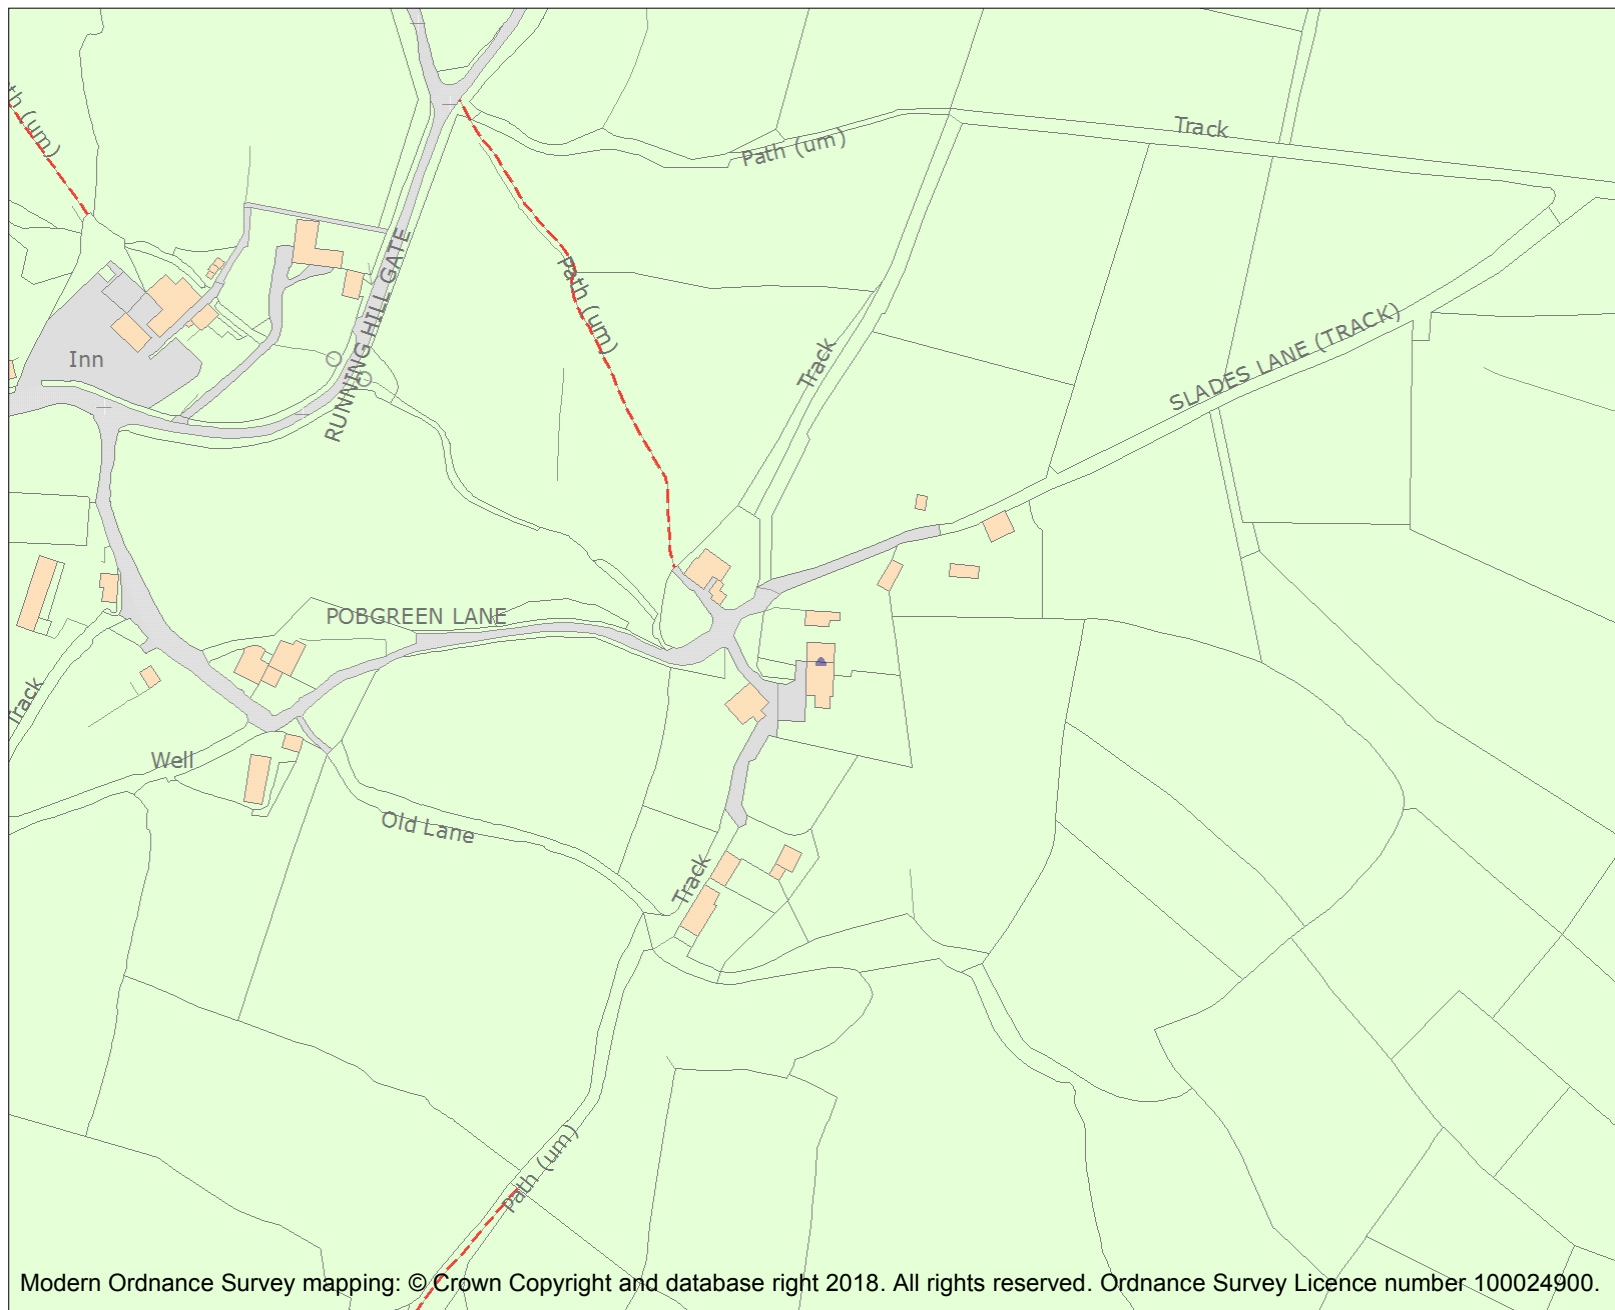 th (um)
Track
Path (um)
RUNNING HILL GATE
Path (um)
Track
SLADES LANE (TRACK)
Inn
POBGREEN LANE
Track
Well
Old Lane
Track
Path (um)
Modern Ordnance Survey mapping: © Crown Copyright and database right 2018. All rights reserved. Ordnance Survey Licence number 100024900.